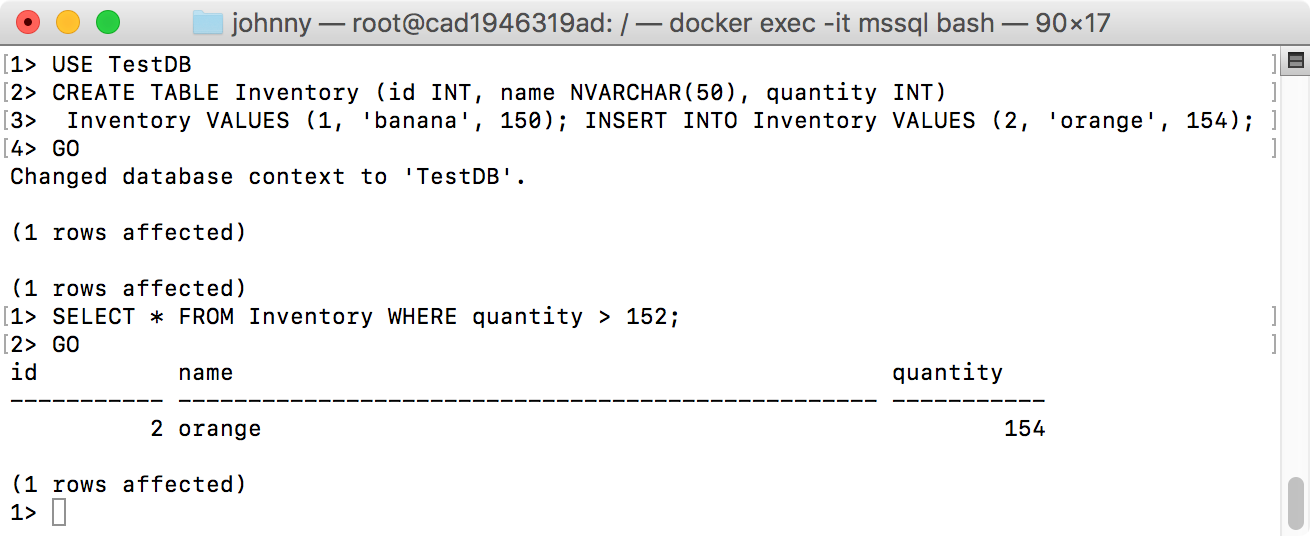 johnny — root@cad1946319ad: / — docker exec -it mssql bash — 90×17
[1> USE TestDB ]
[2> CREATE TABLE Inventory (id INT, name NVARCHAR(50), quantity INT) ]
[3>  Inventory VALUES (1, 'banana', 150); INSERT INTO Inventory VALUES (2, 'orange', 154); ]
[4> GO ]
Changed database context to 'TestDB'.
(1 rows affected)
(1 rows affected)
[1> SELECT * FROM Inventory WHERE quantity > 152; ]
[2> GO ]
id          name                                               quantity
----------- -------------------------------------------------- -----------
          2 orange                                                     154
(1 rows affected)
1>